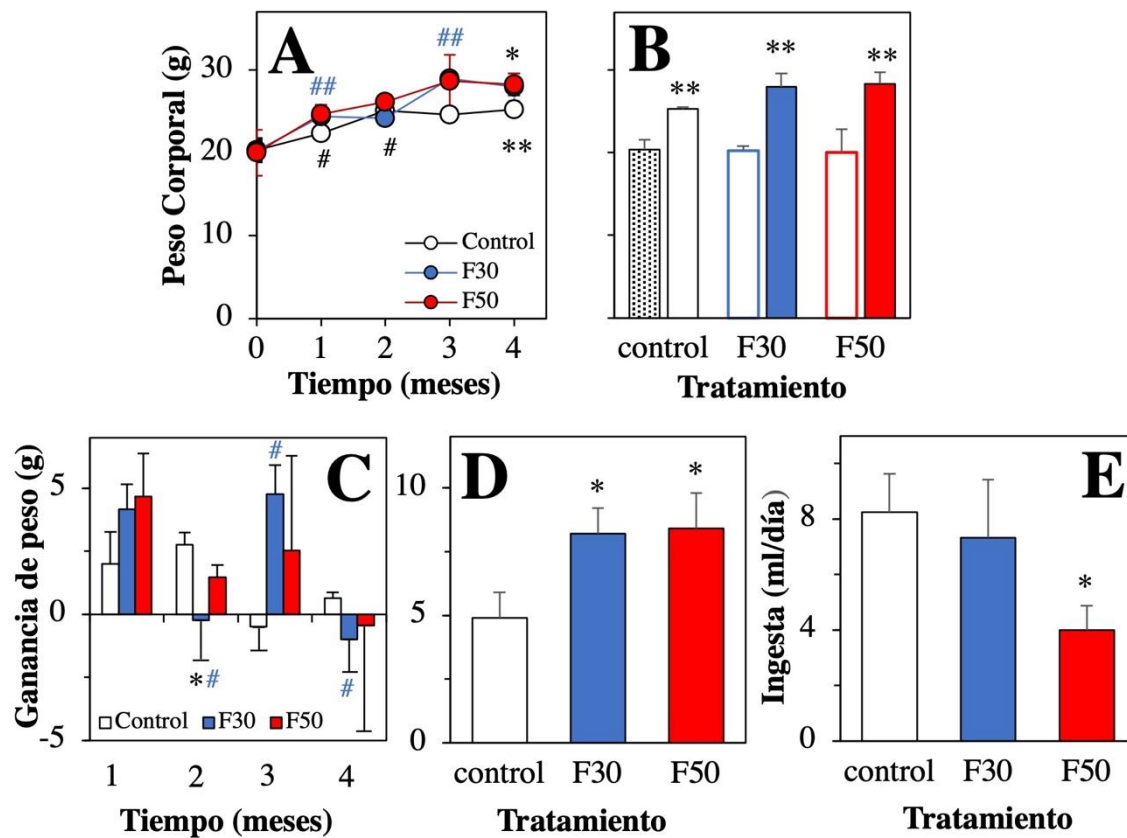 A
B
Peso Corporal (g)
30
20
10
0
##
##
*
#
#
**
Control
F30
F50
0 1 2 3 4
Tiempo (meses)
**
**
**
control F30 F50
Tratamiento
C
D
E
Ganancia de peso (g)
5
0
-5
#
*#
#
Control F30 F50
1 2 3 4
Tiempo (meses)
10
5
0
*
*
control F30 F50
Tratamiento
Ingesta (ml/día)
8
4
0
*
control F30 F50
Tratamiento